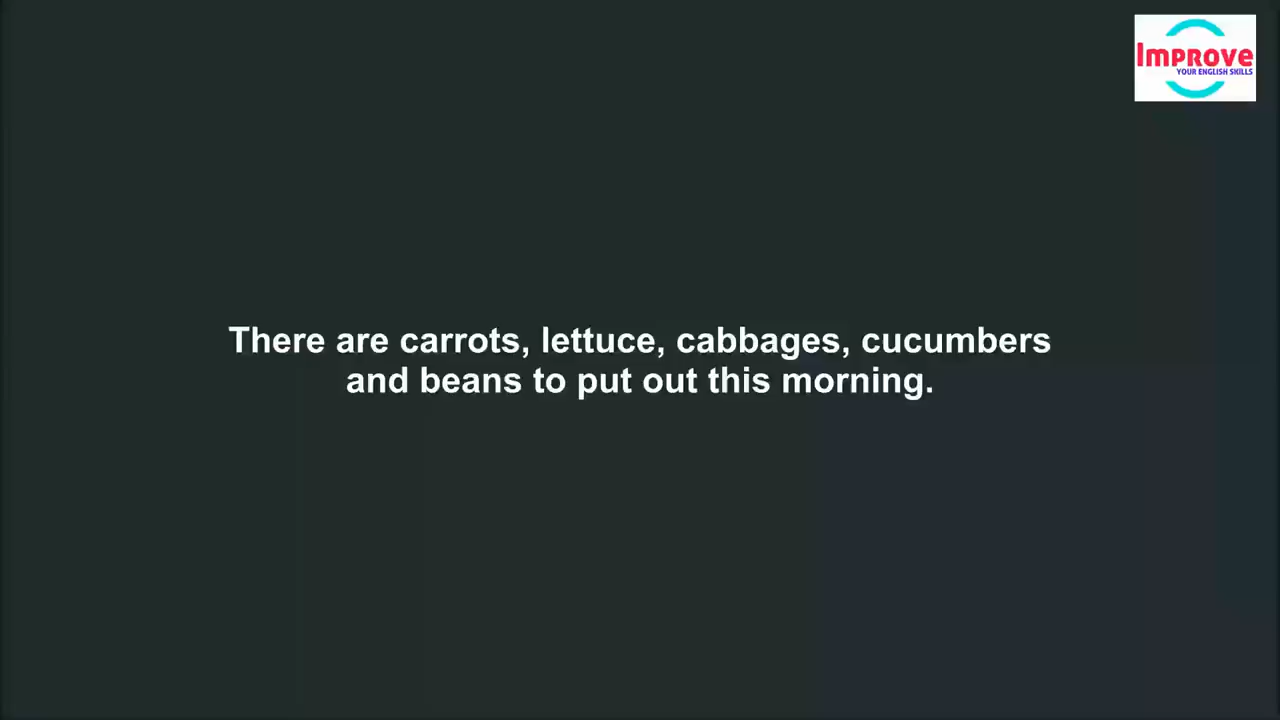 Improve
YOUR ENGLISH SKILLS
There are carrots, lettuce, cabbages, cucumbers
and beans to put out this morning.